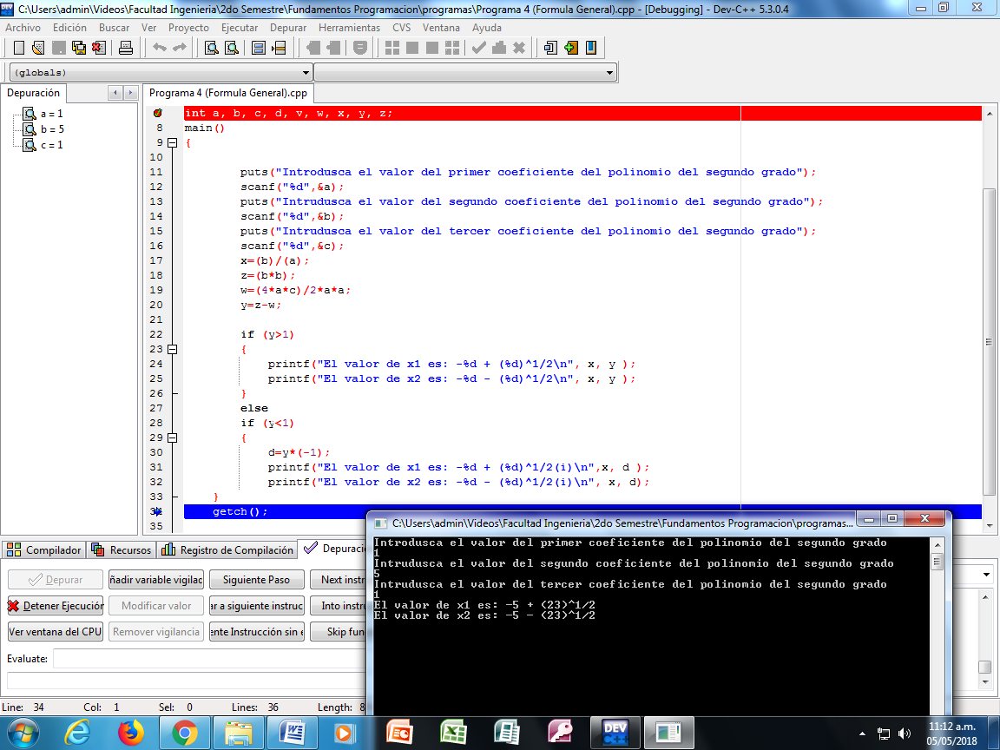 C:\Users\admin\Videos\Facultad Ingenieria\2do Semestre\Fundamentos Programacion\programas\Programa 4 (Formula General).cpp - [Debugging] - Dev-C++ 5.3.0.4
Archivo Edición Buscar Ver Proyecto Ejecutar Depurar Herramientas CVS Ventana Ayuda
(globals)
Depuración
Programa 4 (Formula General).cpp
a = 1
b = 5
c = 1
int a, b, c, d, v, w, x, y, z;
8 main()
9 {
10
11 puts("Introdusca el valor del primer coeficiente del polinomio del segundo grado");
12 scanf("%d",&a);
13 puts("Intrudusca el valor del segundo coeficiente del polinomio del segundo grado");
14 scanf("%d",&b);
15 puts("Intrudusca el valor del tercer coeficiente del polinomio del segundo grado");
16 scanf("%d",&c);
17 x=(b)/(a);
18 z=(b*b);
19 w=(4*a*c)/2*a*a;
20 y=z-w;
21
22 if (y>1)
23 {
24 printf("El valor de x1 es: -%d + (%d)^1/2\n", x, y );
25 printf("El valor de x2 es: -%d - (%d)^1/2\n", x, y );
26 }
27 else
28 if (y<1)
29 {
30 d=y*(-1);
31 printf("El valor de x1 es: -%d + (%d)^1/2(i)\n",x, d );
32 printf("El valor de x2 es: -%d - (%d)^1/2(i)\n", x, d);
33 }
34 getch();
35
Compilador Recursos Registro de Compilación Depuraci
Depurar ñadir variable vigilad Siguiente Paso Next instr
Detener Ejecución Modificar valor ar a siguiente instruc Into instr
Ver ventana del CPU Remover vigilancia ente Instrucción sin e Skip fun
Evaluate:
Line: 34 Col: 1 Sel: 0 Lines: 36 Length: 8
C:\Users\admin\Videos\Facultad Ingenieria\2do Semestre\Fundamentos Programacion\programas...
Introdusca el valor del primer coeficiente del polinomio del segundo grado
1
Intrudusca el valor del segundo coeficiente del polinomio del segundo grado
5
Intrudusca el valor del tercer coeficiente del polinomio del segundo grado
1
El valor de x1 es: -5 + (23)^1/2
El valor de x2 es: -5 - (23)^1/2
DEV C++
11:12 a.m.
05/05/2018